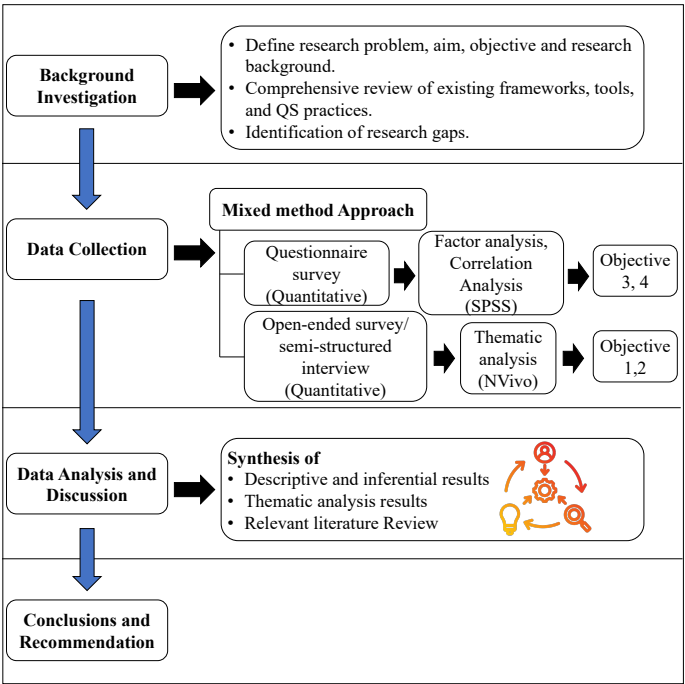 Background
Investigation
• Define research problem, aim, objective and research
background.
• Comprehensive review of existing frameworks, tools,
and QS practices.
• Identification of research gaps.
Data Collection
Mixed method Approach
Questionnaire
survey
(Quantitative)
Factor analysis,
Correlation
Analysis
(SPSS)
Objective
3, 4
Open-ended survey/
semi-structured
interview
(Quantitative)
Thematic
analysis
(NVivo)
Objective
1,2
Data Analysis and
Discussion
Synthesis of
• Descriptive and inferential results
• Thematic analysis results
• Relevant literature Review
Conclusions and
Recommendation